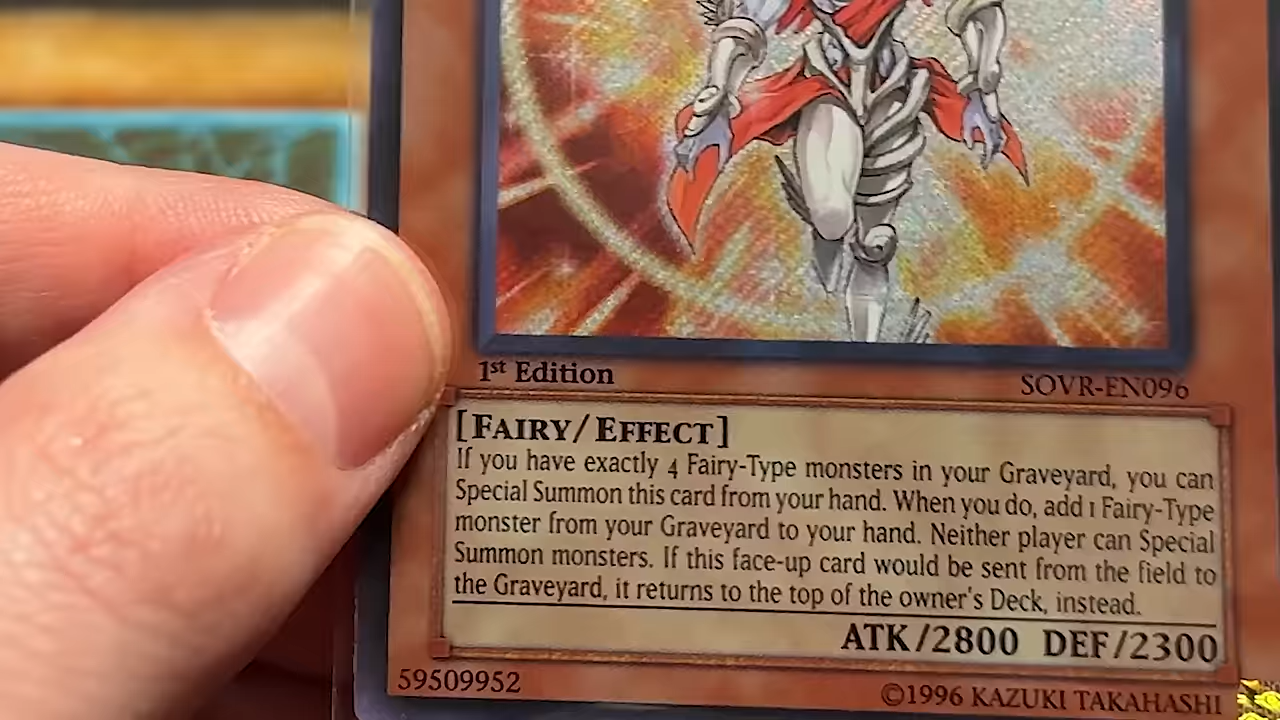 1st Edition
SOVR-EN096
[FAIRY/EFFECT]
If you have exactly 4 Fairy-Type monsters in your Graveyard, you can
Special Summon this card from your hand. When you do, add 1 Fairy-Type
monster from your Graveyard to your hand. Neither player can Special
Summon monsters. If this face-up card would be sent from the field to
the Graveyard, it returns to the top of the owner's Deck, instead.
ATK/2800 DEF/2300
59509952
©1996 KAZUKI TAKAHASHI